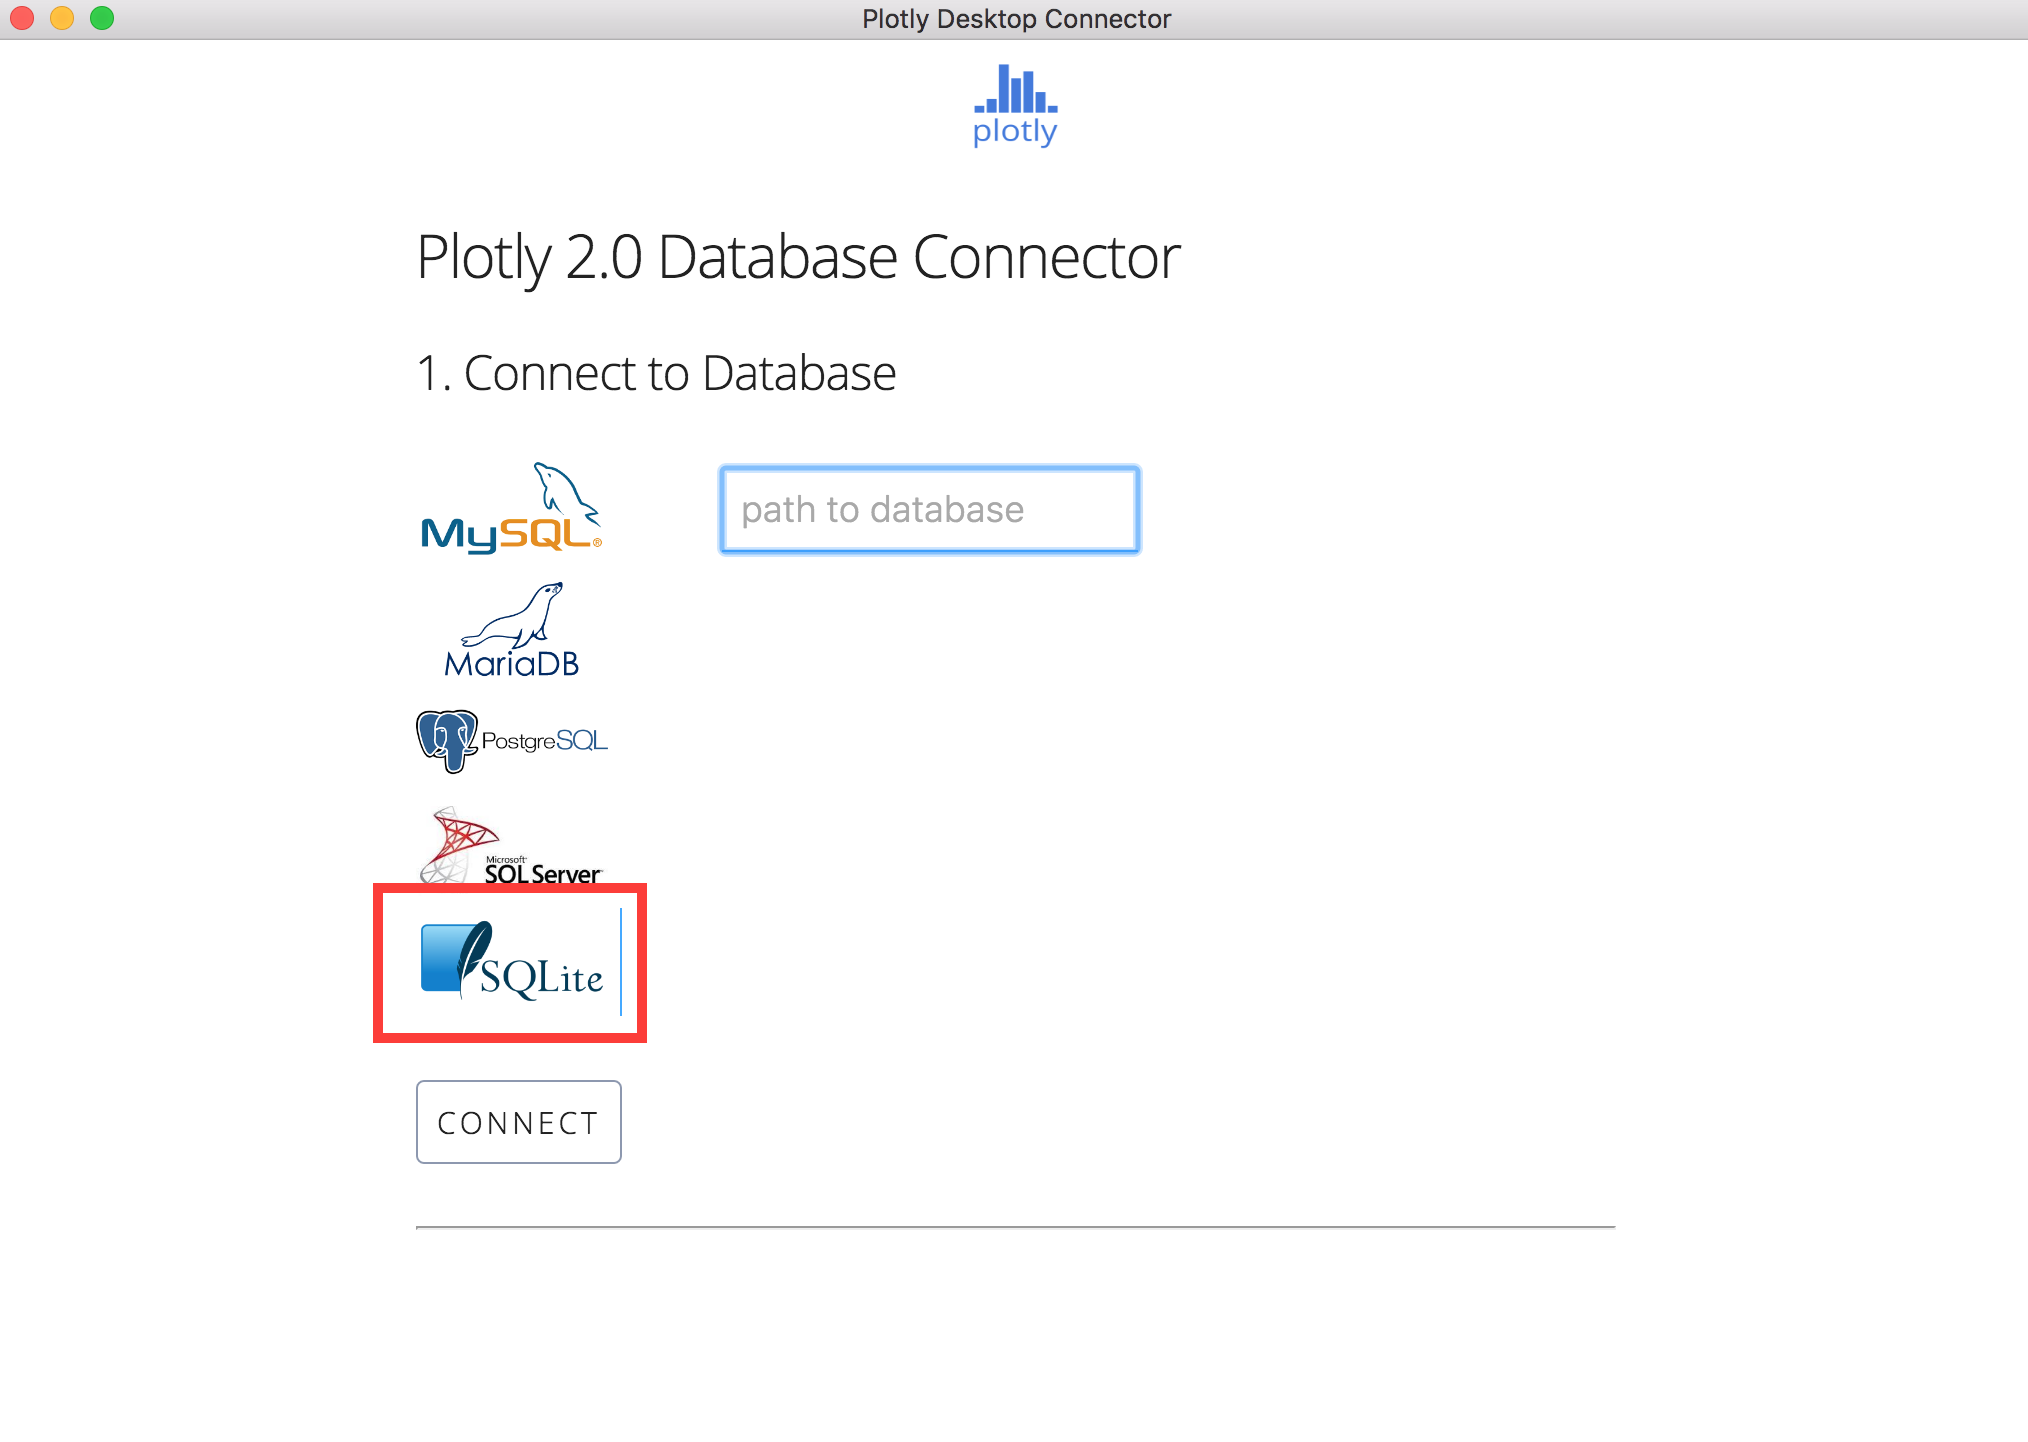 Plotly Desktop Connector
plotly
Plotly 2.0 Database Connector
1. Connect to Database
MySQL®
path to database
MariaDB
PostgreSQL
Microsoft®
SQL Server
SQLite
CONNECT